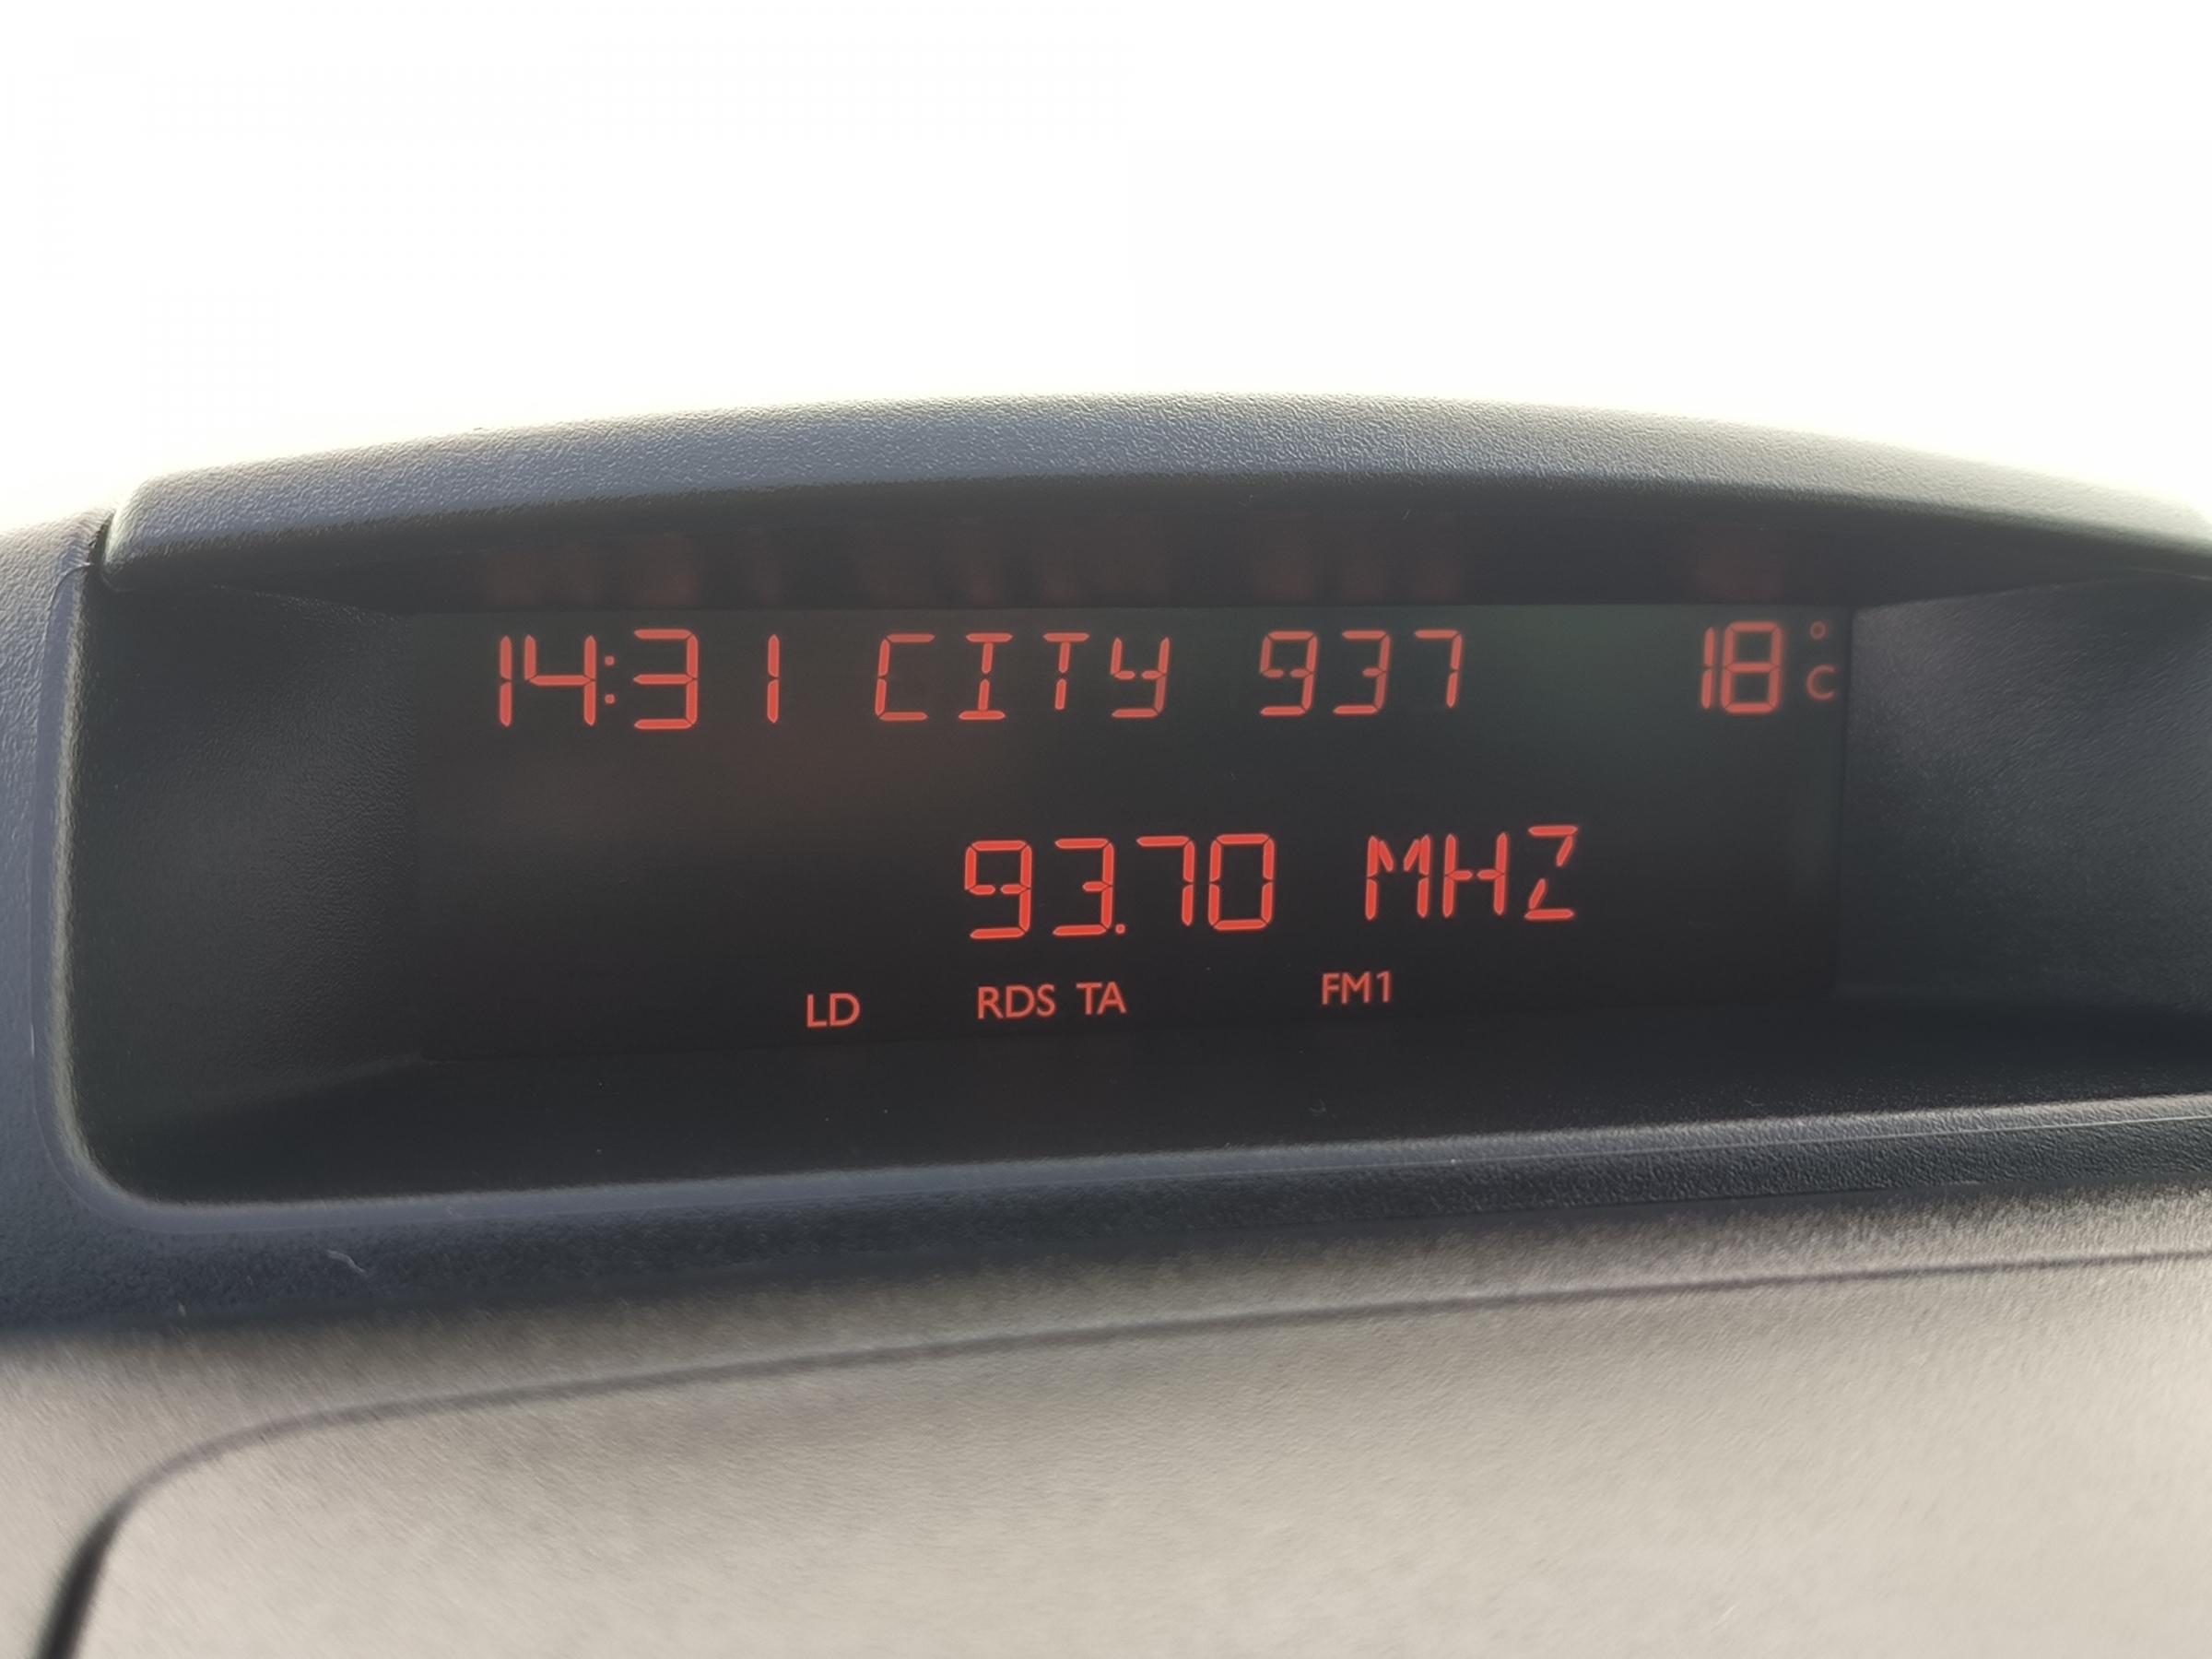 14:31 CITY 937 18°C
93.70 MHZ
LD RDS TA FM1